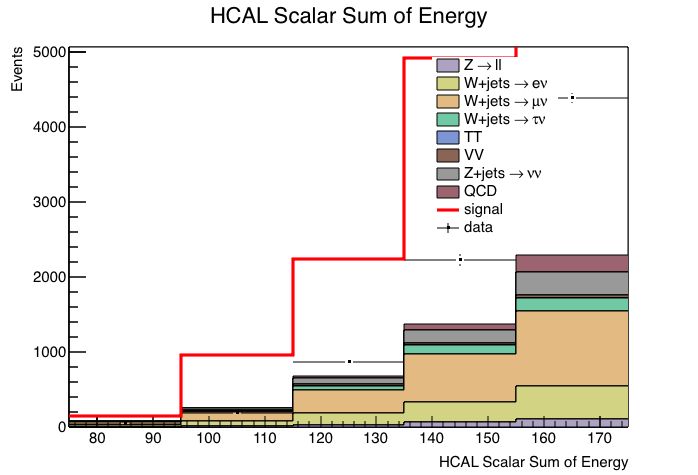 HCAL Scalar Sum of Energy
Events
5000
4000
3000
2000
1000
0
Z → ll
W+jets → eν
W+jets → μν
W+jets → τν
TT
VV
Z+jets → νν
QCD
signal
data
80 90 100 110 120 130 140 150 160 170
HCAL Scalar Sum of Energy